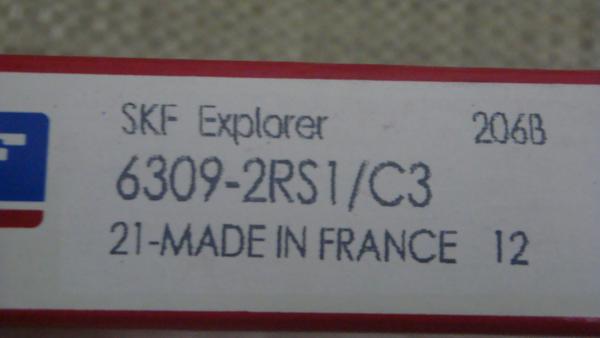 SKF Explorer 206B
6309-2RS1/C3
21-MADE IN FRANCE 12